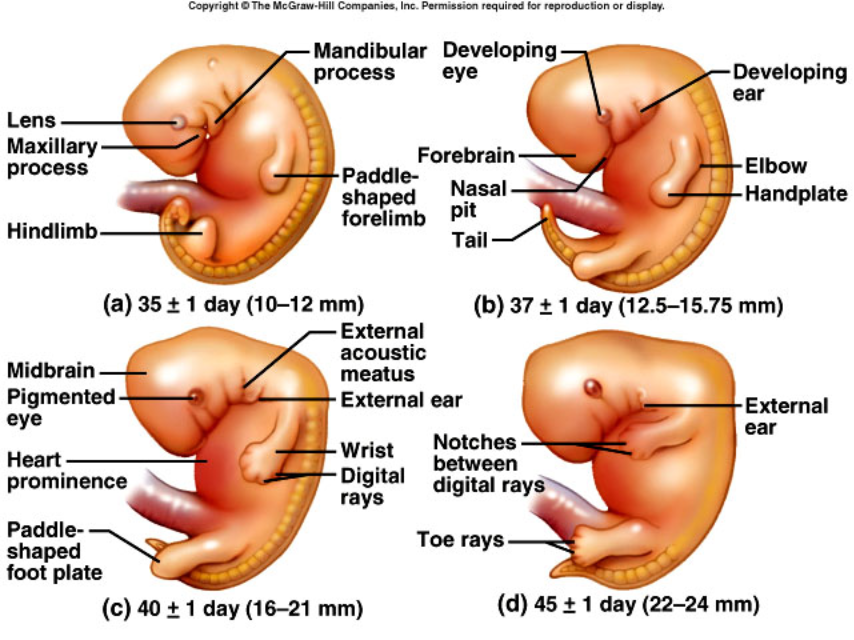 Copyright © The McGraw-Hill Companies, Inc. Permission required for reproduction or display.
Mandibular
process
Lens
Maxillary
process
Paddle-
shaped
forelimb
Hindlimb
(a) 35 ± 1 day (10–12 mm)
Developing
eye
Developing
ear
Forebrain
Elbow
Nasal
pit
Handplate
Tail
(b) 37 ± 1 day (12.5–15.75 mm)
External
acoustic
meatus
Midbrain
Pigmented
eye
External ear
Heart
prominence
Wrist
Digital
rays
Paddle-
shaped
foot plate
(c) 40 ± 1 day (16–21 mm)
External
ear
Notches
between
digital rays
Toe rays
(d) 45 ± 1 day (22–24 mm)